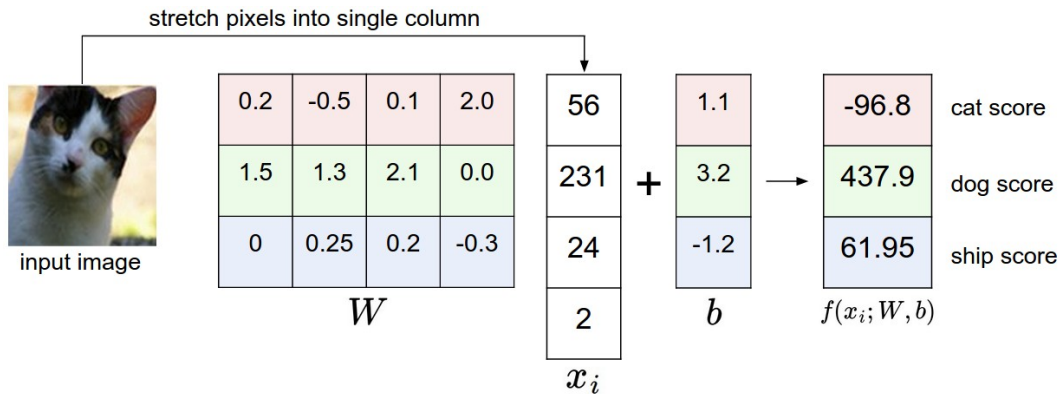 stretch pixels into single column
0.2 -0.5 0.1 2.0 56 1.1 -96.8 cat score
1.5 1.3 2.1 0.0 231 + 3.2 → 437.9 dog score
0 0.25 0.2 -0.3 24 -1.2 61.95 ship score
input image
W b f(x_i; W, b)
2
x_i